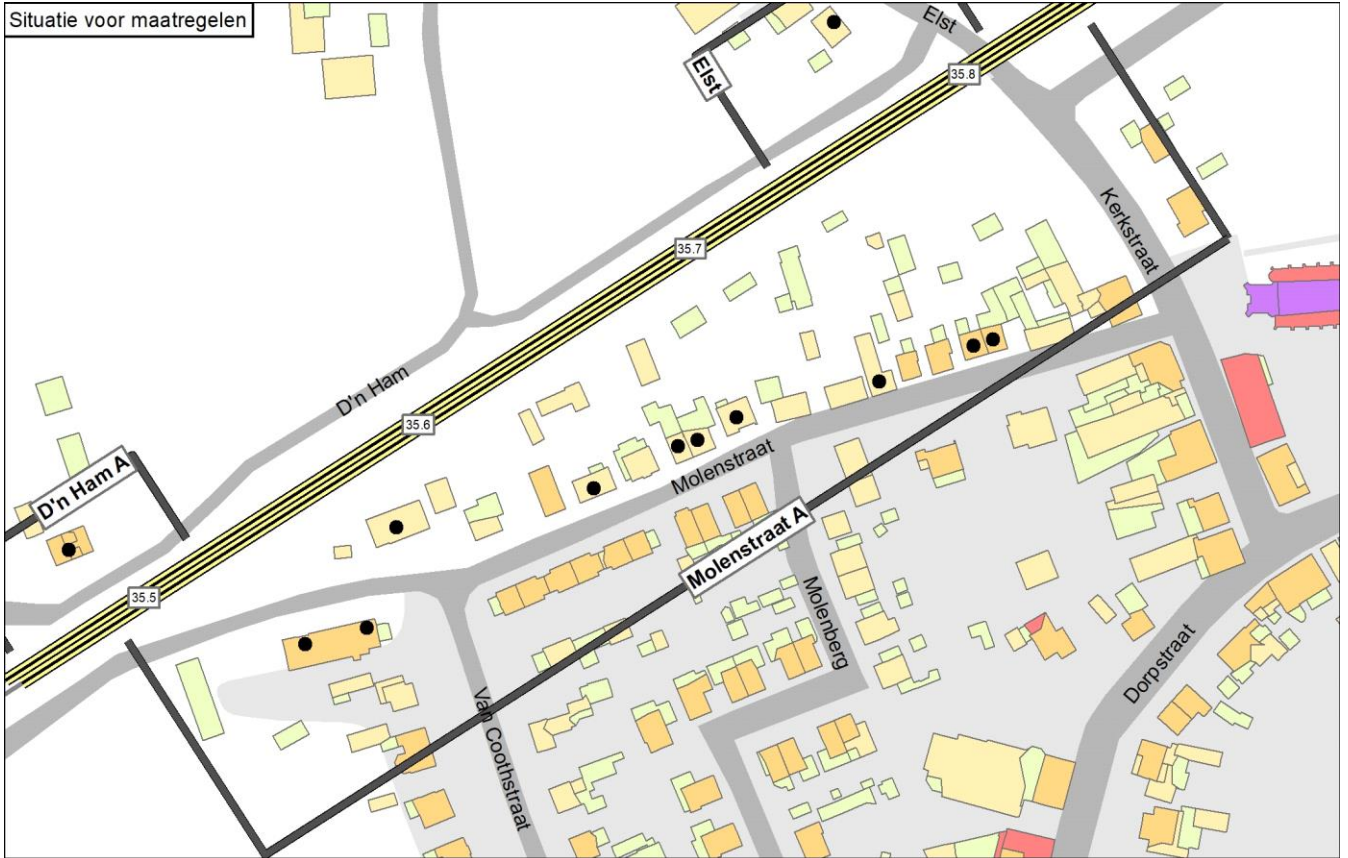 Situatie voor maatregelen
Elst
Elst
35.8
Kerkstraat
35.7
D'n Ham
35.6
Molenstraat
D'n Ham A
Molenstraat A
35.5
Molenberg
Van Coothstraat
Dorpstraat